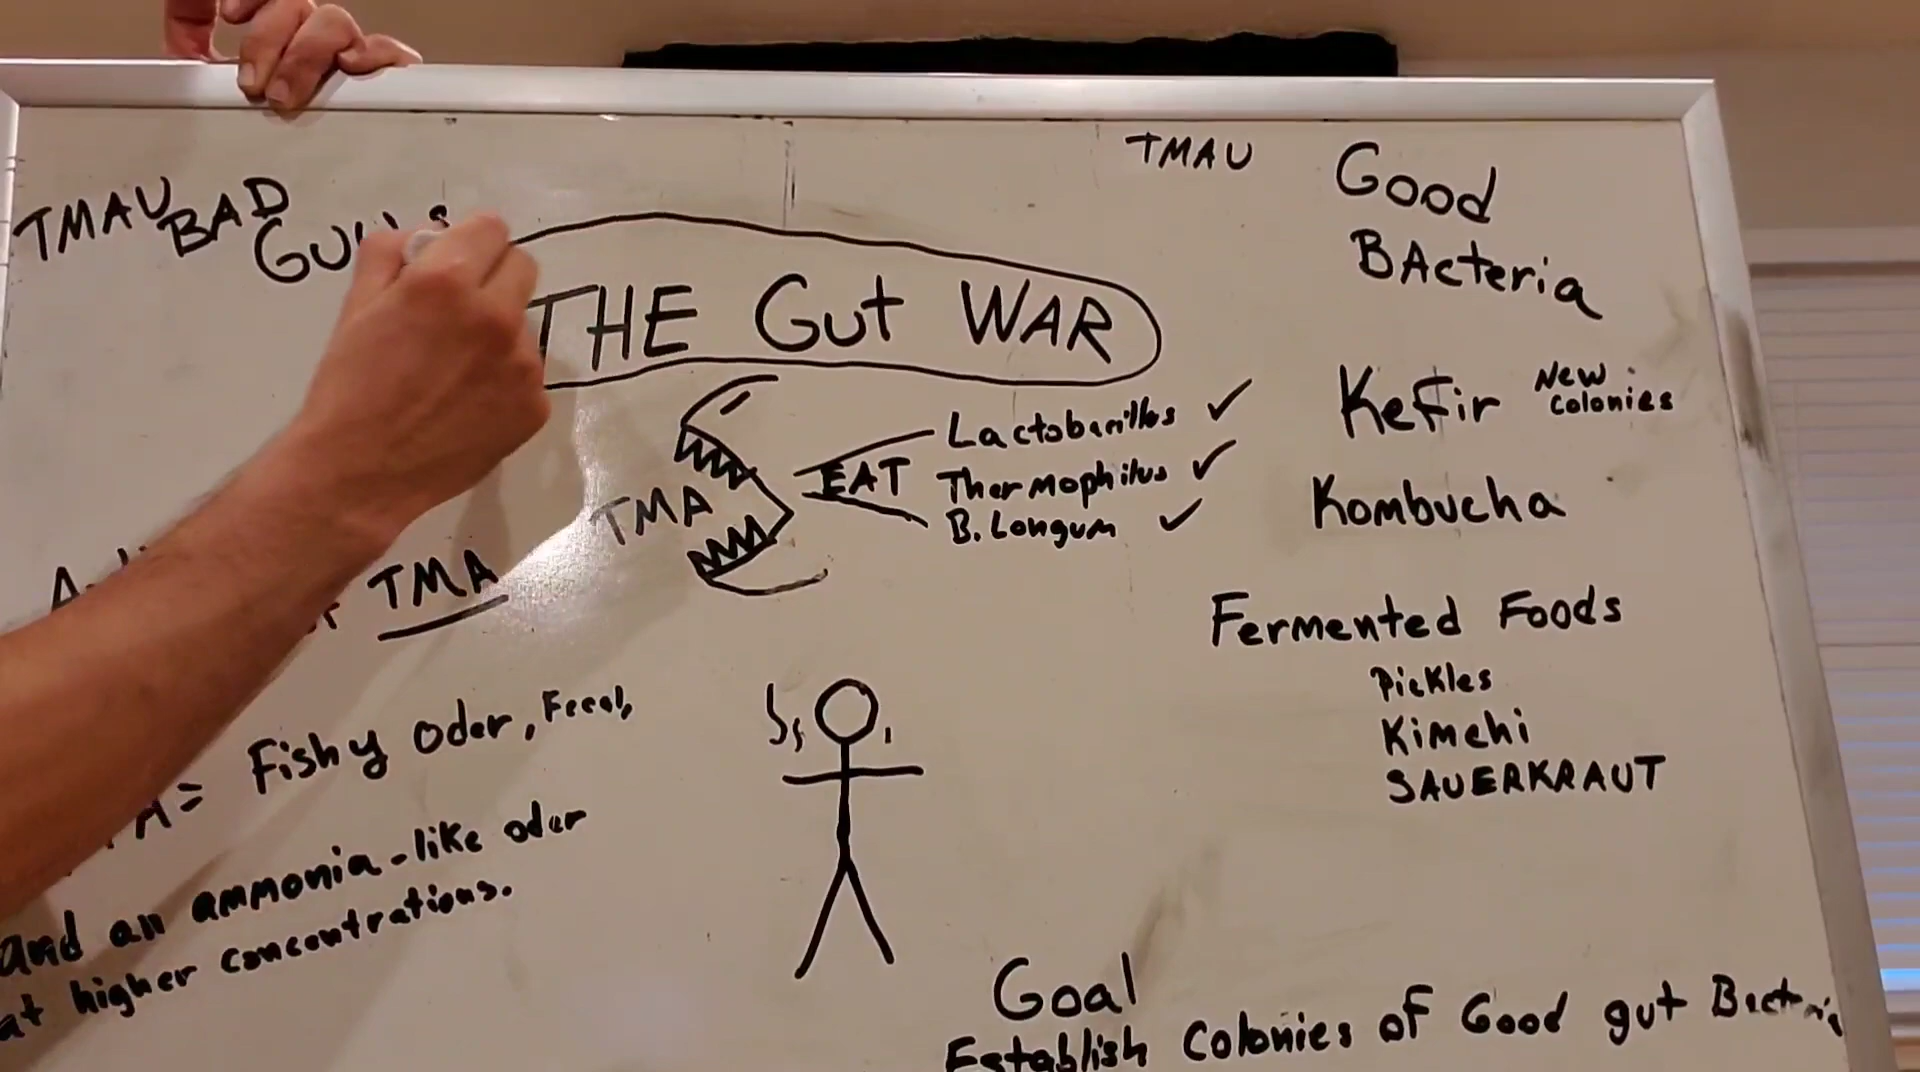 TMAU BAD
THE Gut WAR
TMA
EAT
Lactobacillus ✓
Thermophilus ✓
B. Longum ✓
TMA
= Fishy oder, Fecal,
and an ammonia-like oder
at higher concentrations.
TMAU
Good
BActeria
Kefir New Colonies
Kombucha
Fermented Foods
Pickles
Kimchi
SAUERKRAUT
Goal
Establish Colonies of Good gut Bacteria